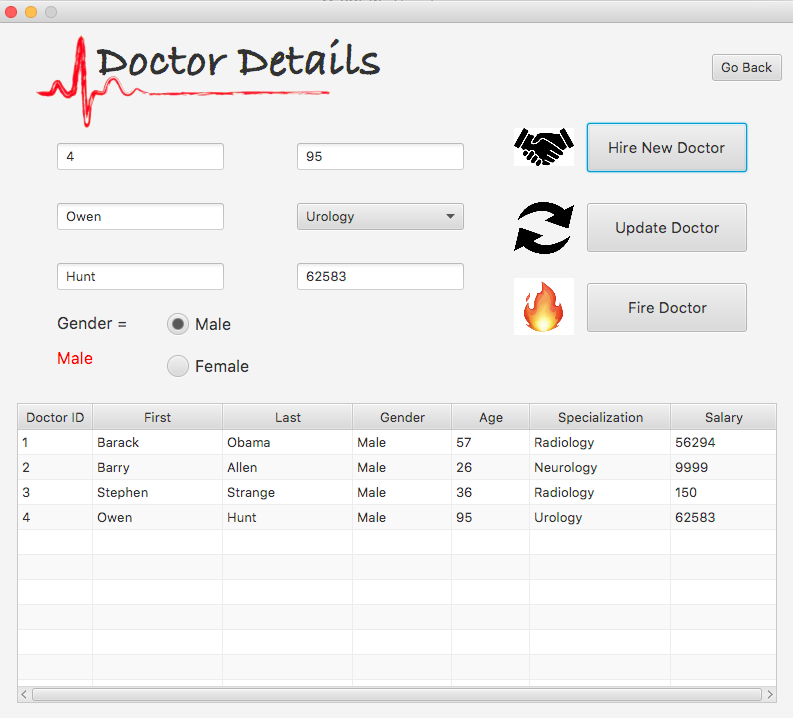 Doctor Details
Go Back
4
95
Hire New Doctor
Owen
Urology
Update Doctor
Hunt
62583
Fire Doctor
Gender =
Male
Male
Female
Doctor ID First Last Gender Age Specialization Salary
1 Barack Obama Male 57 Radiology 56294
2 Barry Allen Male 26 Neurology 9999
3 Stephen Strange Male 36 Radiology 150
4 Owen Hunt Male 95 Urology 62583